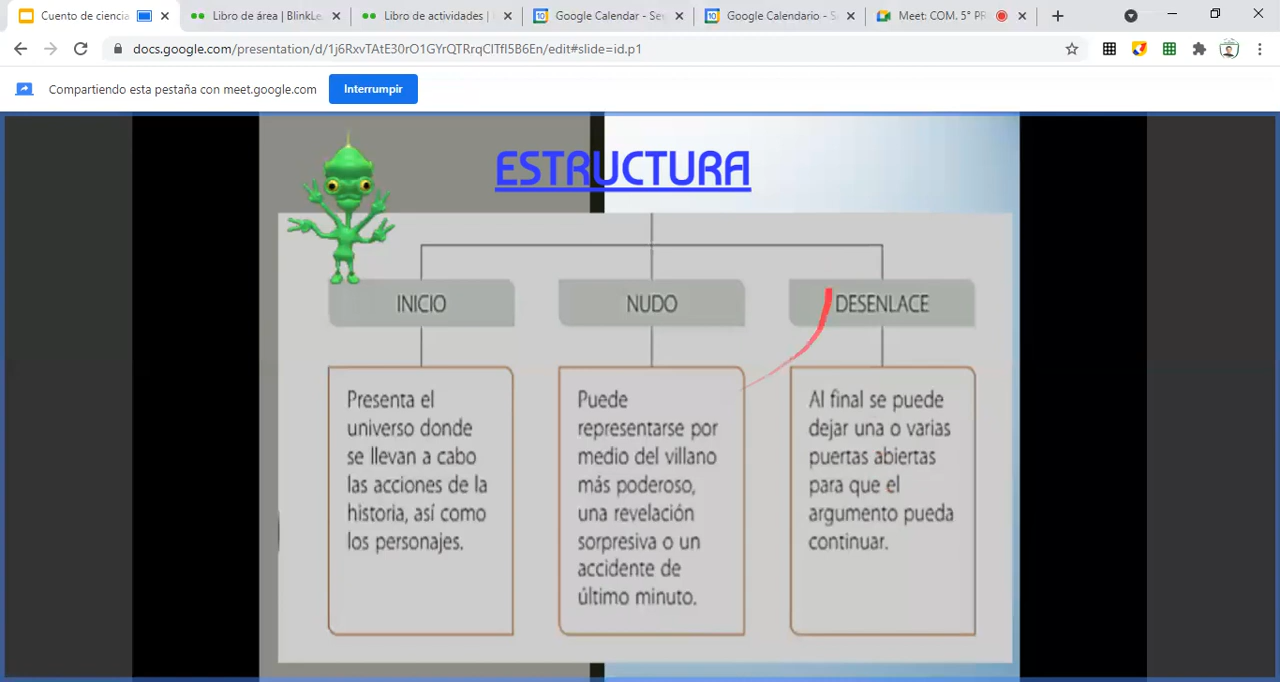 Cuento de ciencia
Libro de área | BlinkLe
Libro de actividades |
Google Calendar - Se
Google Calendario - S
Meet: COM. 5° PR
docs.google.com/presentation/d/1j6RxvTAtE30rO1GYrQTRrqCITfI5B6En/edit#slide=id.p1
Compartiendo esta pestaña con meet.google.com
Interrumpir
ESTRUCTURA
INICIO
Presenta el
universo donde
se llevan a cabo
las acciones de la
historia, así como
los personajes.
NUDO
Puede
representarse por
medio del villano
más poderoso,
una revelación
sorpresiva o un
accidente de
último minuto.
DESENLACE
Al final se puede
dejar una o varias
puertas abiertas
para que el
argumento pueda
continuar.